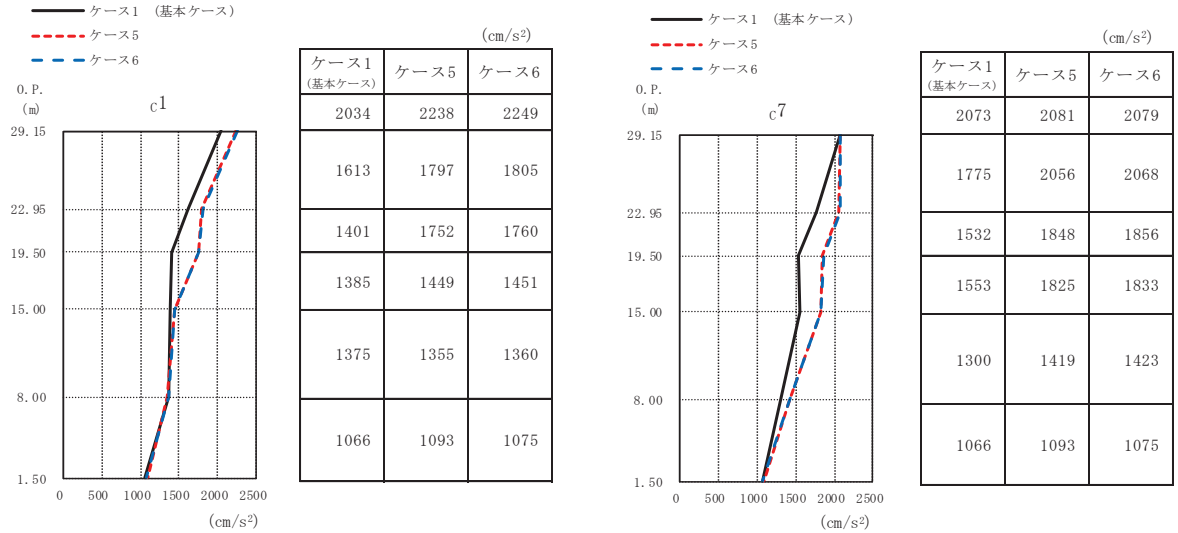 ケース1 (基本ケース)
ケース5
ケース6
O.P.
(m)
C1
29.15
22.95
19.50
15.00
8.00
1.50
0 500 1000 1500 2000 2500
(cm/s²)
(cm/s²)
ケース1 ケース5 ケース6
(基本ケース)
2034 2238 2249
1613 1797 1805
1401 1752 1760
1385 1449 1451
1375 1355 1360
1066 1093 1075
ケース1 (基本ケース)
ケース5
ケース6
O.P.
(m)
C7
29.15
22.95
19.50
15.00
8.00
1.50
0 500 1000 1500 2000 2500
(cm/s²)
(cm/s²)
ケース1 ケース5 ケース6
(基本ケース)
2073 2081 2079
1775 2056 2068
1532 1848 1856
1553 1825 1833
1300 1419 1423
1066 1093 1075